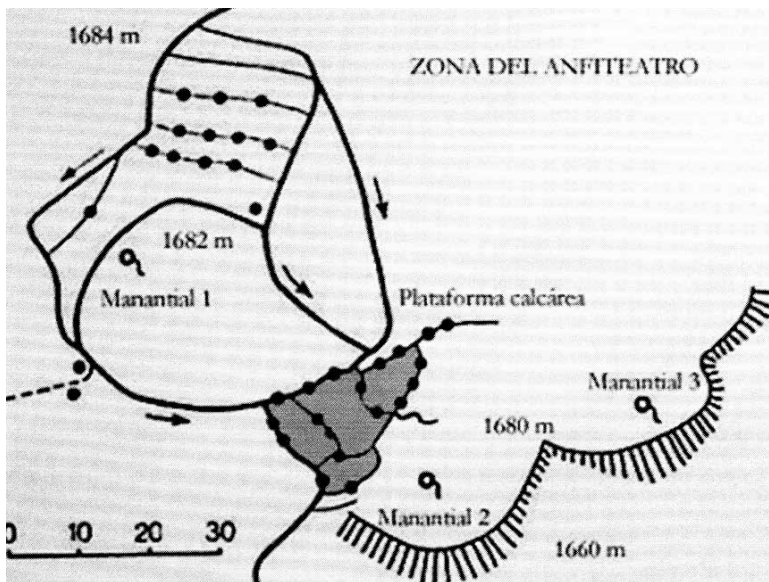 1684 m
ZONA DEL ANFITEATRO
1682 m
Manantial 1
Plataforma calcárea
Manantial 3
1680 m
Manantial 2
1660 m
0 10 20 30